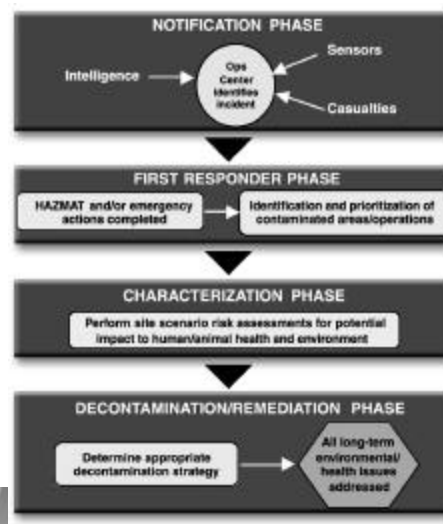 NOTIFICATION PHASE
Sensors
Intelligence
Ops
Center
identifies
incident
Casualties
FIRST RESPONDER PHASE
HAZMAT and/or emergency
actions completed
Identification and prioritization of
contaminated areas/operations
CHARACTERIZATION PHASE
Perform site scenario risk assessments for potential
impact to human/animal health and environment
DECONTAMINATION/REMEDIATION PHASE
Determine appropriate
decontamination strategy
All long-term
environmental/
health issues
addressed